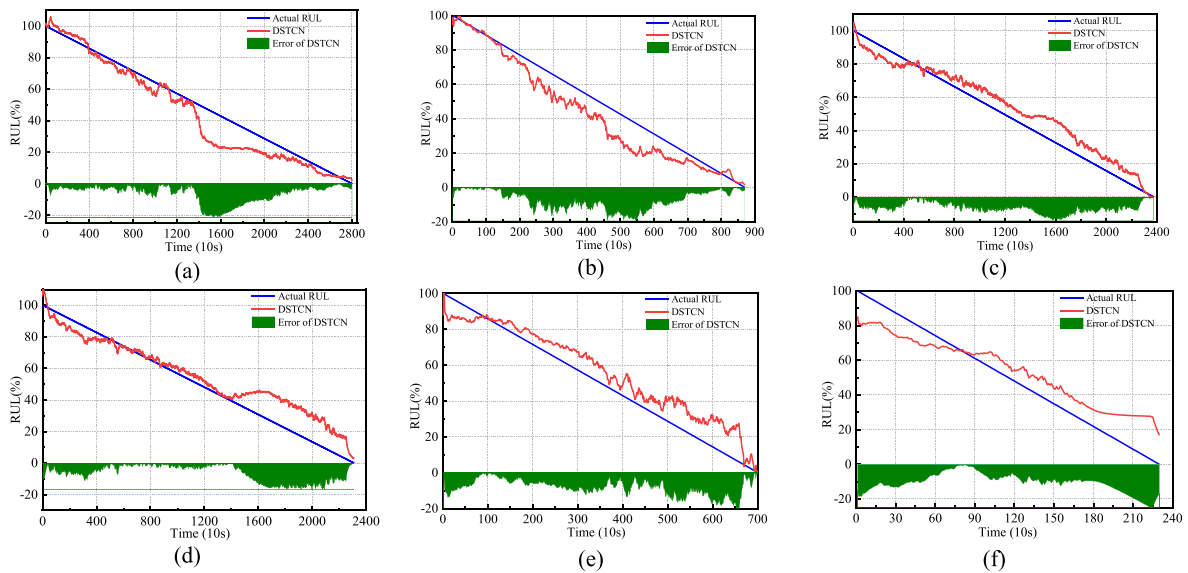 Actual RUL
DSTCN
Error of DSTCN
RUL(%)
100
80
60
40
20
0
-20
0 400 800 1200 1600 2000 2400 2800
Time (10s)
(a)
Actual RUL
DSTCN
Error of DSTCN
RUL(%)
100
80
60
40
20
0
-20
0 100 200 300 400 500 600 700 800 900
Time (10s)
(b)
Actual RUL
DSTCN
Error of DSTCN
RUL(%)
100
80
60
40
20
0
0 400 800 1200 1600 2000 2400
Time (10s)
(c)
Actual RUL
DSTCN
Error of DSTCN
RUL(%)
100
80
60
40
20
0
-20
0 400 800 1200 1600 2000 2400
Time (10s)
(d)
Actual RUL
DSTCN
Error of DSTCN
RUL(%)
100
80
60
40
20
0
-20
0 100 200 300 400 500 600 700
Time (10s)
(e)
Actual RUL
DSTCN
Error of DSTCN
RUL(%)
100
80
60
40
20
0
-20
0 30 60 90 120 150 180 210 240
Time (10s)
(f)